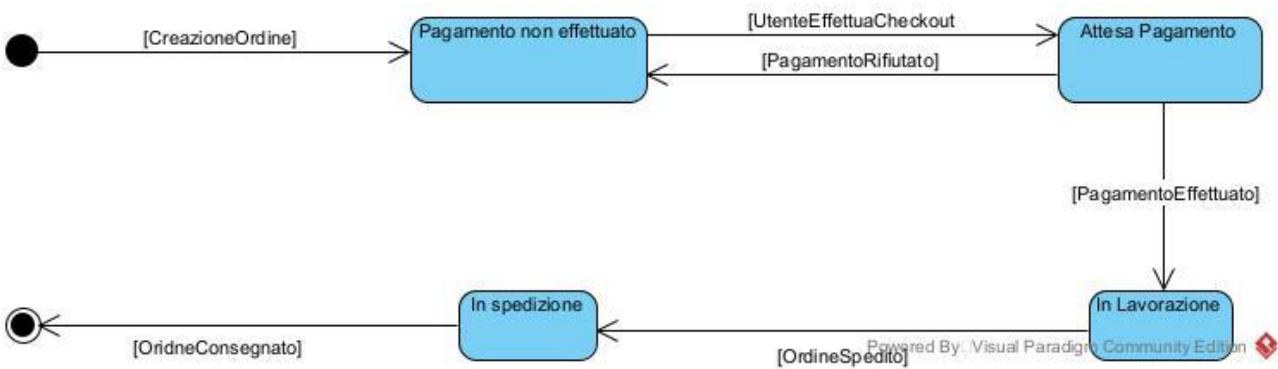 [CreazioneOrdine]
Pagamento non effettuato
[UtenteEffettuaCheckout
Attesa Pagamento
[PagamentoRifiutato]
[PagamentoEffettuato]
In spedizione
In Lavorazione
[OridneConsegnato]
[OrdineSpedito]
Powered By Visual Paradigm Community Edition